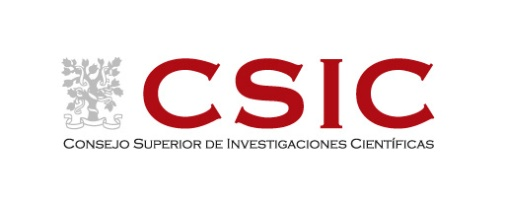 CSIC
CONSEJO SUPERIOR DE INVESTIGACIONES CIENTÍFICAS